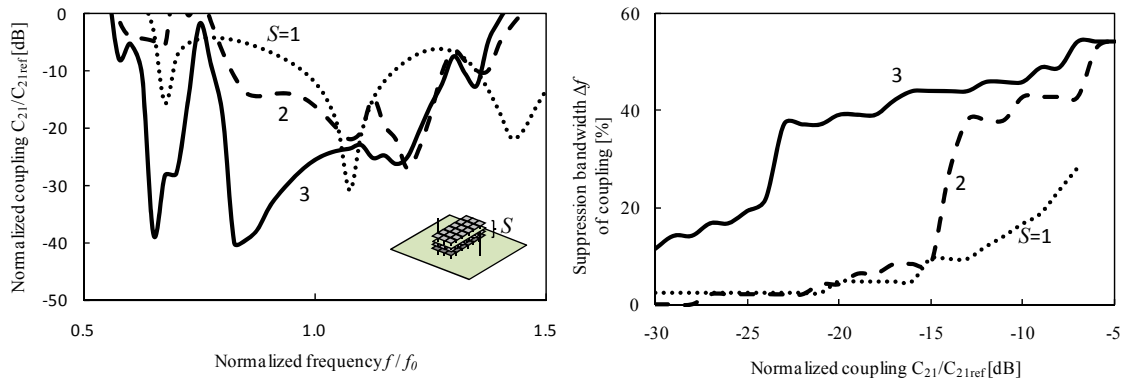 Normalized coupling C21/C21ref [dB]
0
-10
-20
-30
-40
-50
0.5
1.0
1.5
Normalized frequency f / f0
S=1
2
3
S
Suppression bandwidth Δf
of coupling [%]
60
40
20
0
-30
-25
-20
-15
-10
-5
Normalized coupling C21/C21ref [dB]
3
2
S=1